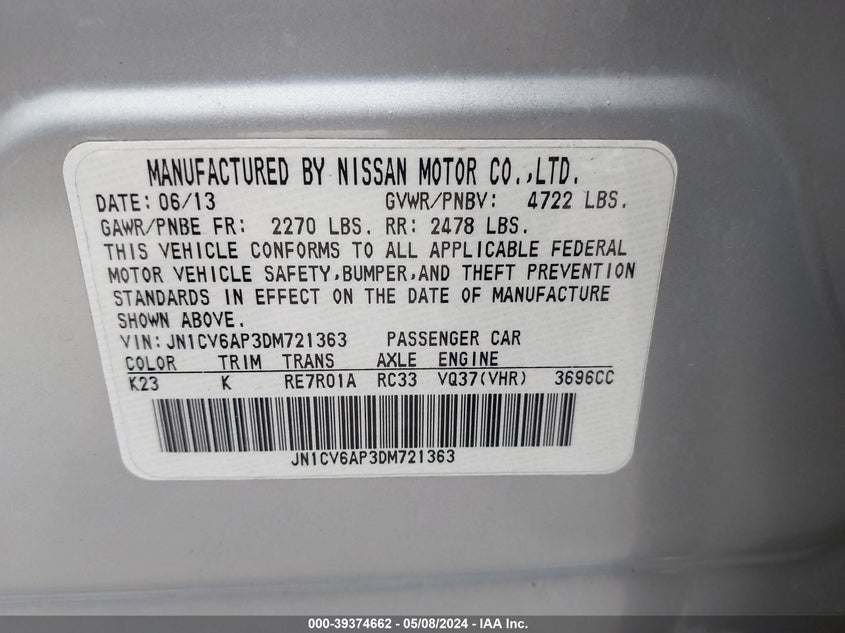 MANUFACTURED BY NISSAN MOTOR CO.,LTD.
DATE: 06/13 GVWR/PNBV: 4722 LBS.
GAWR/PNBE FR: 2270 LBS. RR: 2478 LBS.
THIS VEHICLE CONFORMS TO ALL APPLICABLE FEDERAL
MOTOR VEHICLE SAFETY,BUMPER,AND THEFT PREVENTION
STANDARDS IN EFFECT ON THE DATE OF MANUFACTURE
SHOWN ABOVE.
VIN: JN1CV6AP3DM721363 PASSENGER CAR
COLOR TRIM TRANS AXLE ENGINE
K23 K RE7R01A RC33 VQ37(VHR) 3696CC
JN1CV6AP3DM721363
000-39374662 — 05/08/2024 — IAA Inc.